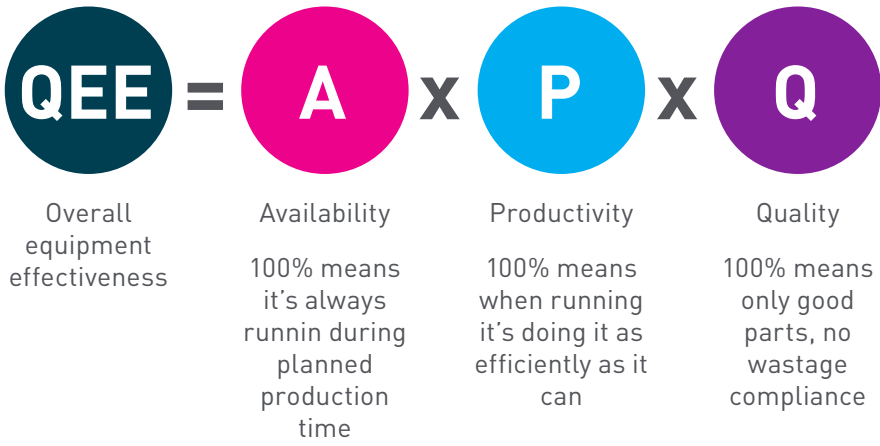 QEE = A x P x Q
Overall
equipment
effectiveness
Availability
100% means
it's always
runnin during
planned
production
time
Productivity
100% means
when running
it's doing it as
efficiently as it
can
Quality
100% means
only good
parts, no
wastage
compliance